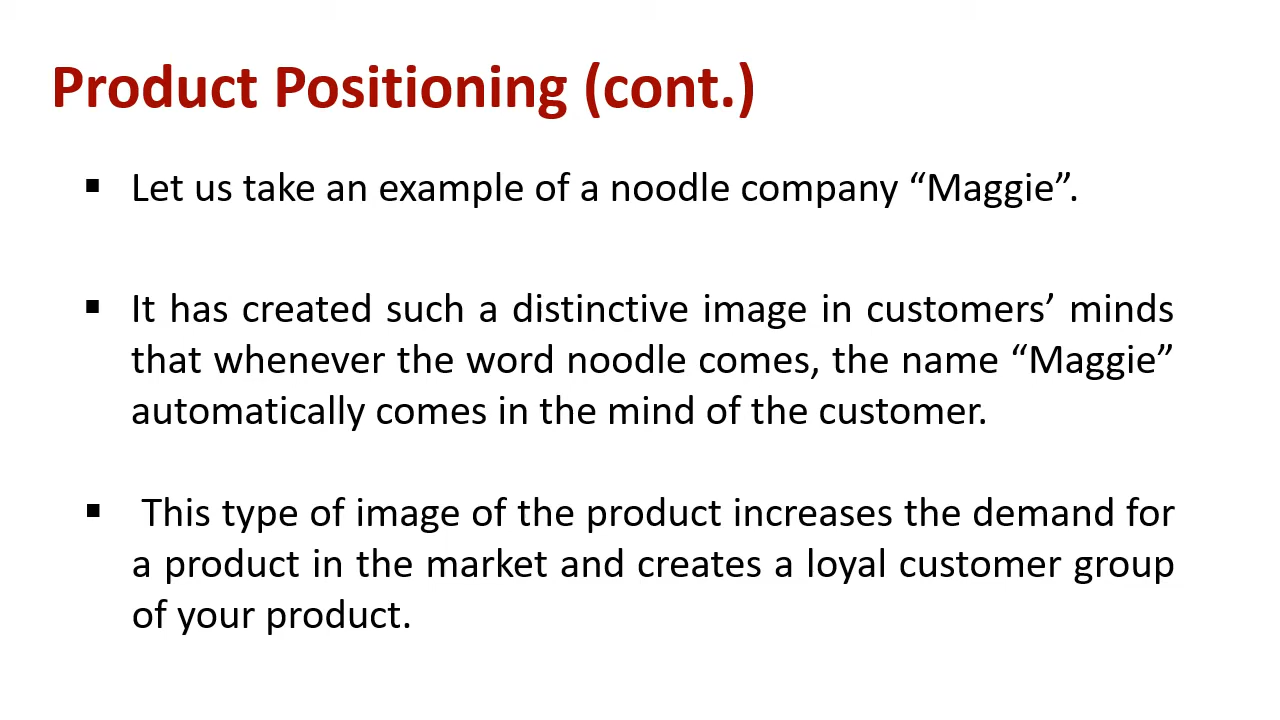 Product Positioning (cont.)
▪ Let us take an example of a noodle company “Maggie”.
▪ It has created such a distinctive image in customers’ minds
that whenever the word noodle comes, the name “Maggie”
automatically comes in the mind of the customer.
▪ This type of image of the product increases the demand for
a product in the market and creates a loyal customer group
of your product.